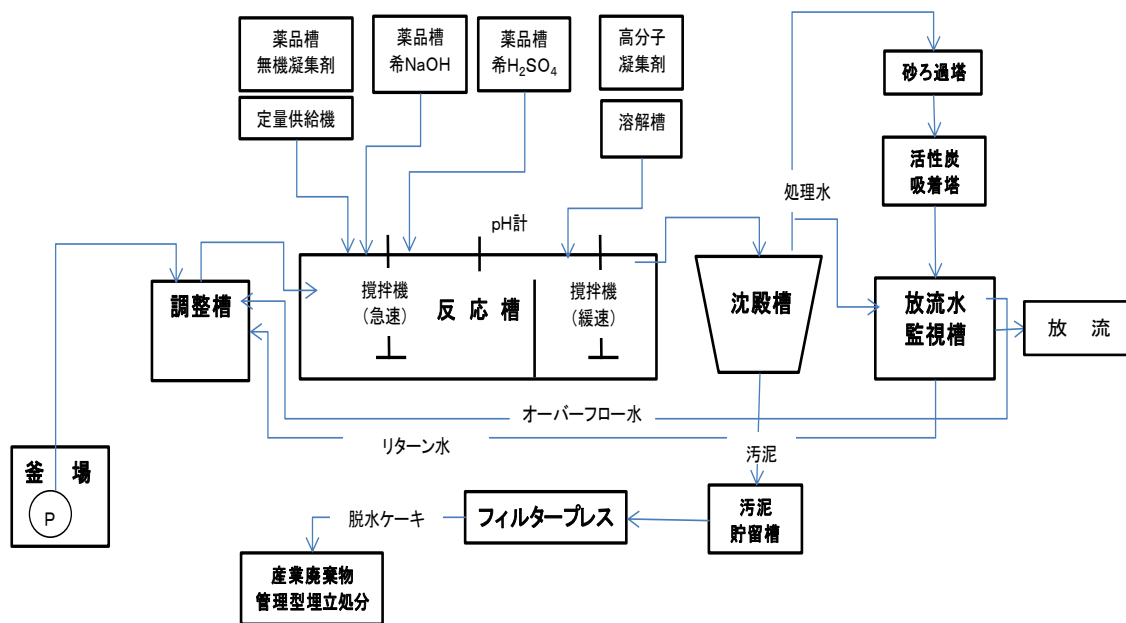 薬品槽
無機凝集剤
定量供給機
薬品槽
希NaOH
薬品槽
希H₂SO₄
高分子
凝集剤
溶解槽
砂ろ過塔
活性炭
吸着塔
処理水
pH計
調整槽
撹拌機
（急速）
反応槽
撹拌機
（緩速）
沈殿槽
放流水
監視槽
放 流
オーバーフロー水
リターン水
汚泥
釜 場
P
脱水ケーキ
フィルタープレス
汚泥
貯留槽
産業廃棄物
管理型埋立処分